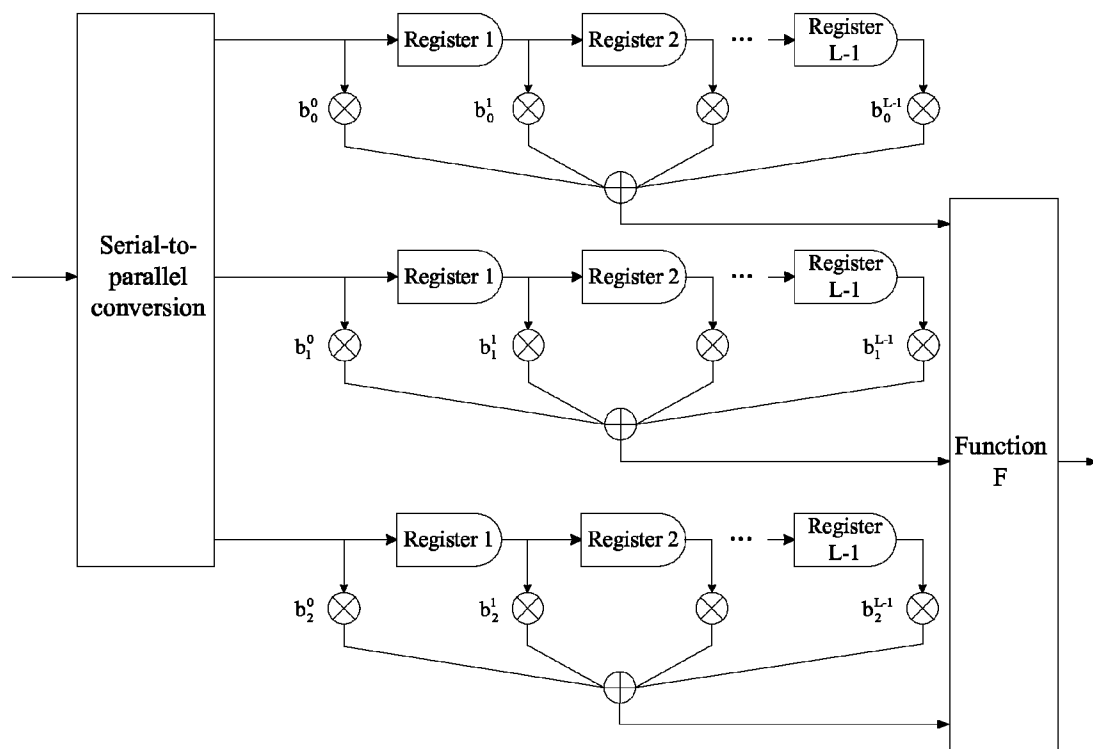 Register 1
Register 2
...
Register
L-1
b₀⁰
b₀¹
b₀ᴸ⁻¹
Serial-to-
parallel
conversion
Register 1
Register 2
...
Register
L-1
b₁⁰
b₁¹
b₁ᴸ⁻¹
Function
F
Register 1
Register 2
...
Register
L-1
b₂⁰
b₂¹
b₂ᴸ⁻¹